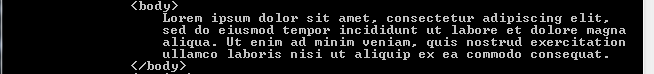 <body>
Lorem ipsum dolor sit amet, consectetur adipiscing elit,
sed do eiusmod tempor incididunt ut labore et dolore magna
aliqua. Ut enim ad minim veniam, quis nostrud exercitation
ullamco laboris nisi ut aliquip ex ea commodo consequat.
</body>